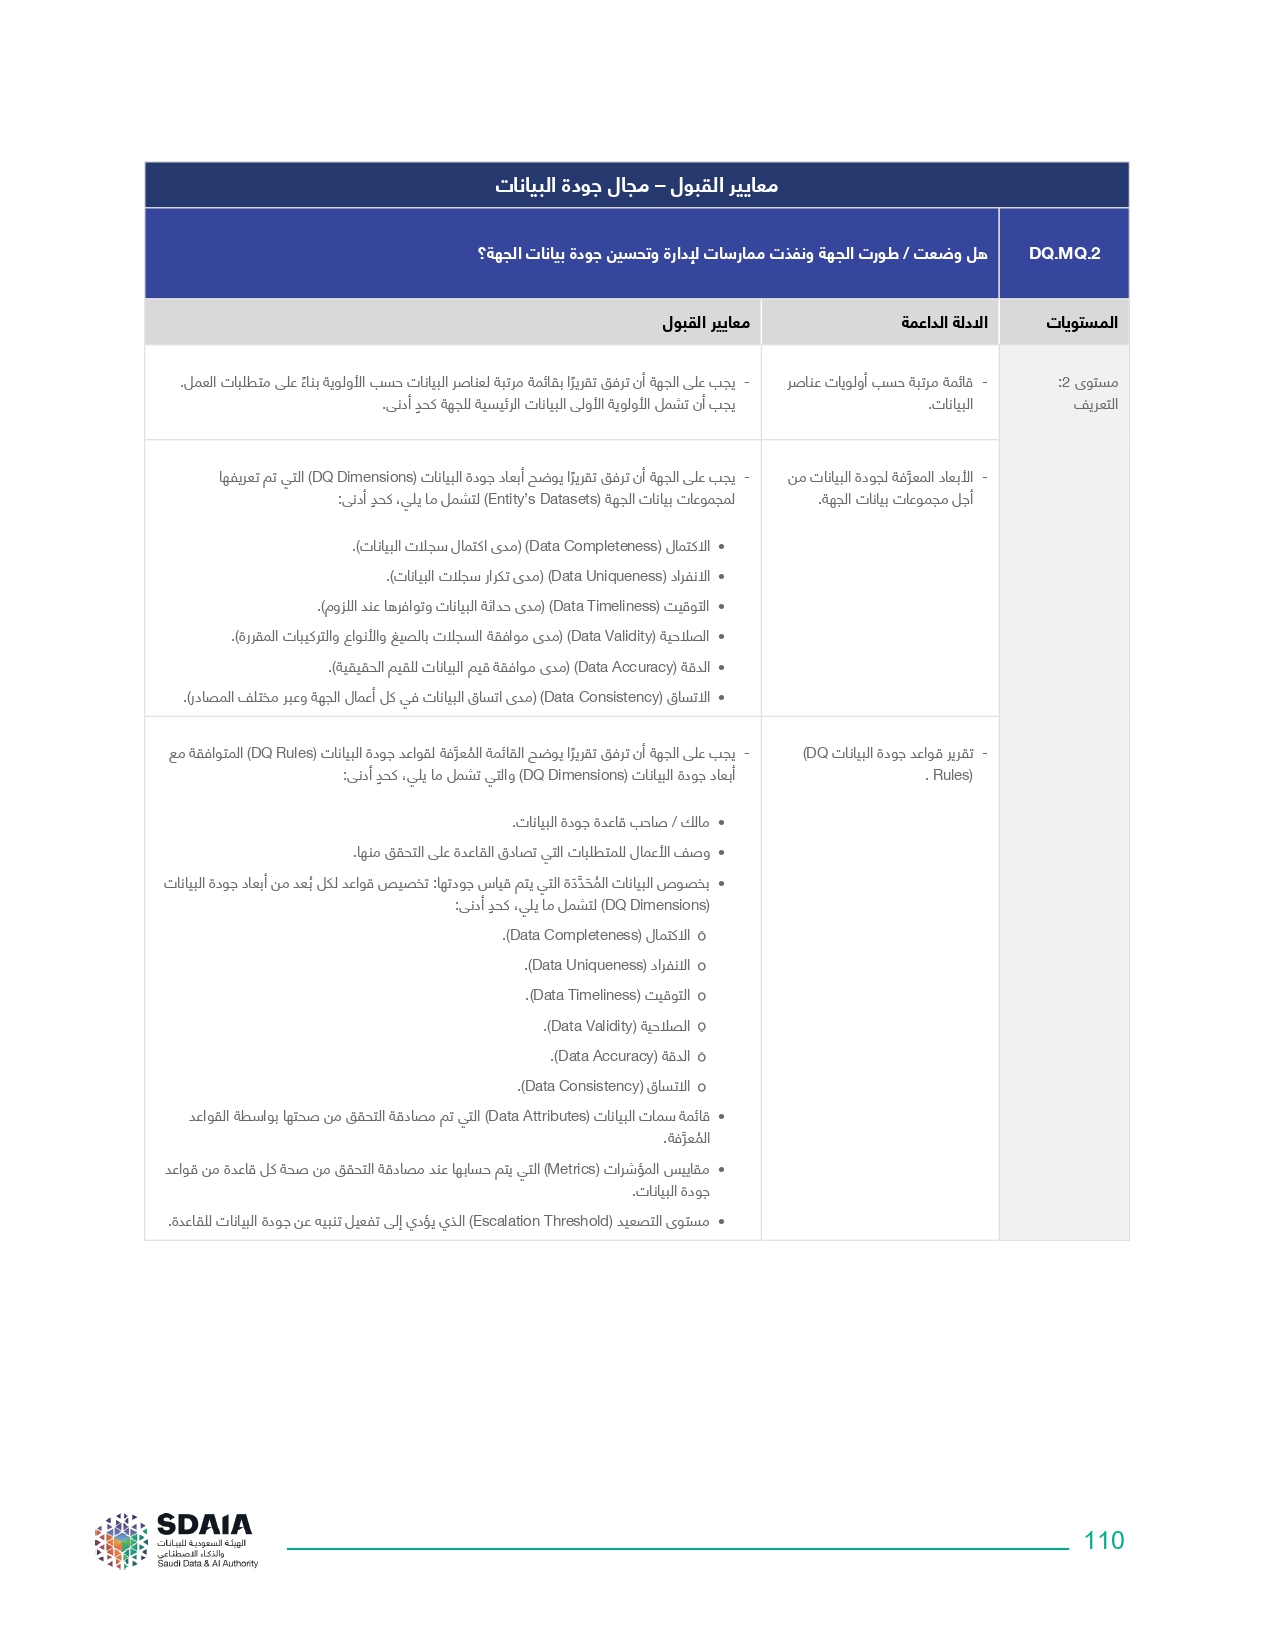 معايير القبول – مجال جودة البيانات
DQ.MQ.2
هل وضعت / طورت الجهة ونفذت ممارسات لإدارة وتحسين جودة بيانات الجهة؟
المستويات
الادلة الداعمة
معايير القبول
مستوى 2:
التعريف
- قائمة مرتبة حسب أولويات عناصر
البيانات.
- يجب على الجهة أن ترفق تقريرًا بقائمة مرتبة لعناصر البيانات حسب الأولوية بناءً على متطلبات العمل.
يجب أن تشمل الأولوية الأولى البيانات الرئيسية للجهة كحدٍ أدنى.
- الأبعاد المعرَّفة لجودة البيانات من
أجل مجموعات بيانات الجهة.
- يجب على الجهة أن ترفق تقريرًا يوضح أبعاد جودة البيانات (DQ Dimensions) التي تم تعريفها
لمجموعات بيانات الجهة (Entity’s Datasets) لتشمل ما يلي، كحدٍ أدنى:
• الاكتمال (Data Completeness) (مدى اكتمال سجلات البيانات).
• الانفراد (Data Uniqueness) (مدى تكرار سجلات البيانات).
• التوقيت (Data Timeliness) (مدى حداثة البيانات وتوافرها عند اللزوم).
• الصلاحية (Data Validity) (مدى موافقة السجلات بالصيغ والأنواع والتركيبات المقررة).
• الدقة (Data Accuracy) (مدى موافقة قيم البيانات للقيم الحقيقية).
• الاتساق (Data Consistency) (مدى اتساق البيانات في كل أعمال الجهة وعبر مختلف المصادر).
- تقرير قواعد جودة البيانات DQ)
(Rules .
- يجب على الجهة أن ترفق تقريرًا يوضح القائمة المُعرَّفة لقواعد جودة البيانات (DQ Rules) المتوافقة مع
أبعاد جودة البيانات (DQ Dimensions) والتي تشمل ما يلي، كحدٍ أدنى:
• مالك / صاحب قاعدة جودة البيانات.
• وصف الأعمال للمتطلبات التي تصادق القاعدة على التحقق منها.
• بخصوص البيانات المُحَدَّدَة التي يتم قياس جودتها: تخصيص قواعد لكل بُعد من أبعاد جودة البيانات
(DQ Dimensions) لتشمل ما يلي، كحدٍ أدنى:
o الاكتمال (Data Completeness).
o الانفراد (Data Uniqueness).
o التوقيت (Data Timeliness).
o الصلاحية (Data Validity).
o الدقة (Data Accuracy).
o الاتساق (Data Consistency).
• قائمة سمات البيانات (Data Attributes) التي تم مصادقة التحقق من صحتها بواسطة القواعد
المُعرَّفة.
• مقاييس المؤشرات (Metrics) التي يتم حسابها عند مصادقة التحقق من صحة كل قاعدة من قواعد
جودة البيانات.
• مستوى التصعيد (Escalation Threshold) الذي يؤدي إلى تفعيل تنبيه عن جودة البيانات للقاعدة.
SDAIA
الهيئة السعودية للبيانات
والذكاء الاصطناعي
Saudi Data & AI Authority
110